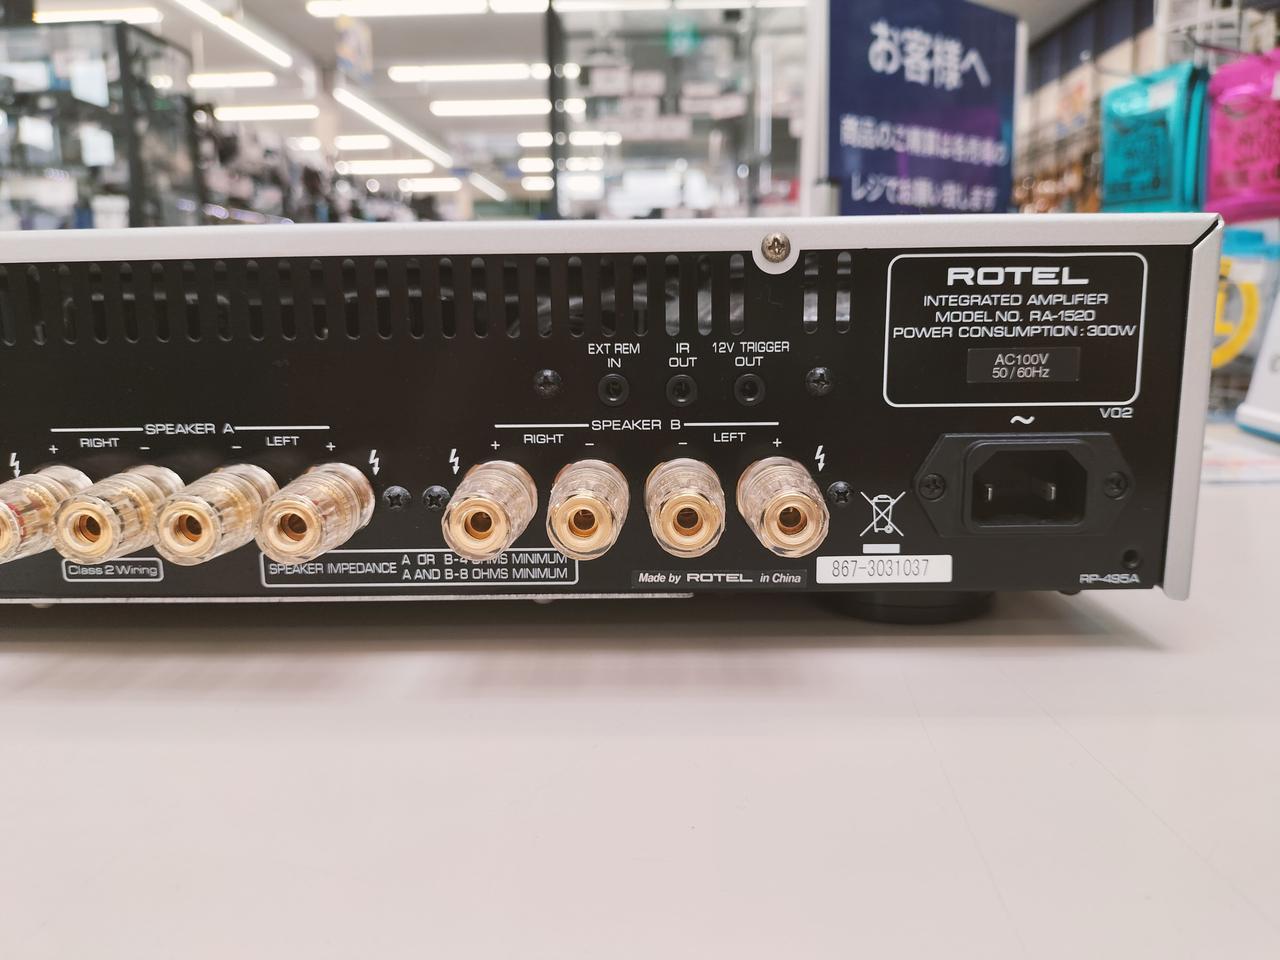 お客様へ
商品のご精算は各売場の
レジでお願い致します
ROTEL
INTEGRATED AMPLIFIER
MODEL NO. RA-1520
POWER CONSUMPTION : 300W
AC100V
50 / 60Hz
V02
EXT REM
IN
IR
OUT
12V TRIGGER
OUT
SPEAKER A
RIGHT
LEFT
+ − − +
SPEAKER B
RIGHT
LEFT
+ − − +
~
Class 2 Wiring
SPEAKER IMPEDANCE
A OR B-4 OHMS MINIMUM
A AND B-8 OHMS MINIMUM
Made by ROTEL in China
867-3031037
RP-495A